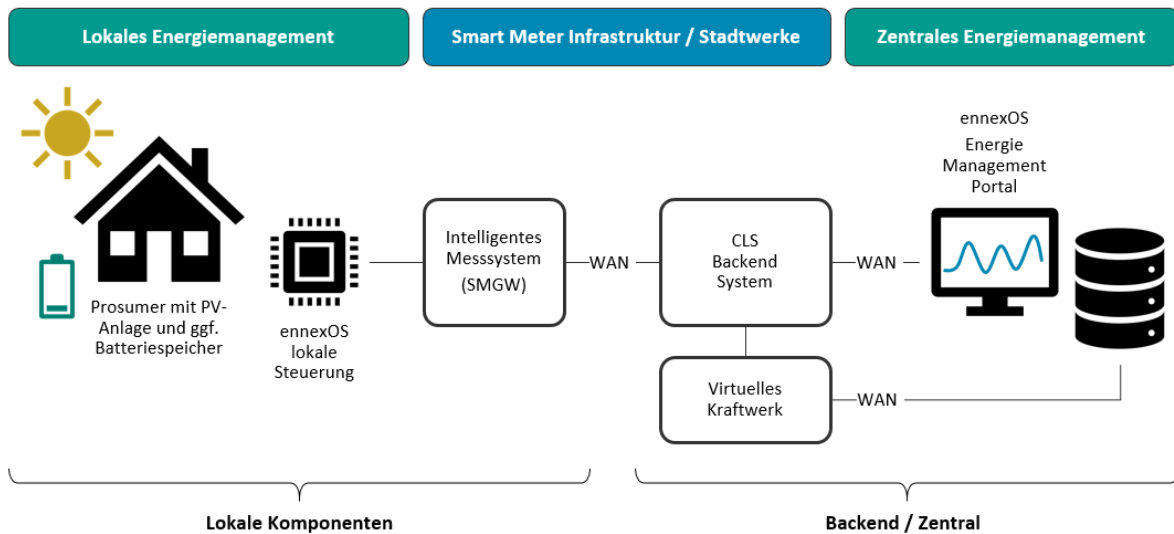 Lokales Energiemanagement
Smart Meter Infrastruktur / Stadtwerke
Zentrales Energiemanagement
Prosumer mit PV-
Anlage und ggf.
Batteriespeicher
ennexOS
lokale
Steuerung
Intelligentes
Messsystem
(SMGW)
WAN
CLS
Backend
System
WAN
ennexOS
Energie
Management
Portal
Virtuelles
Kraftwerk
WAN
Lokale Komponenten
Backend / Zentral